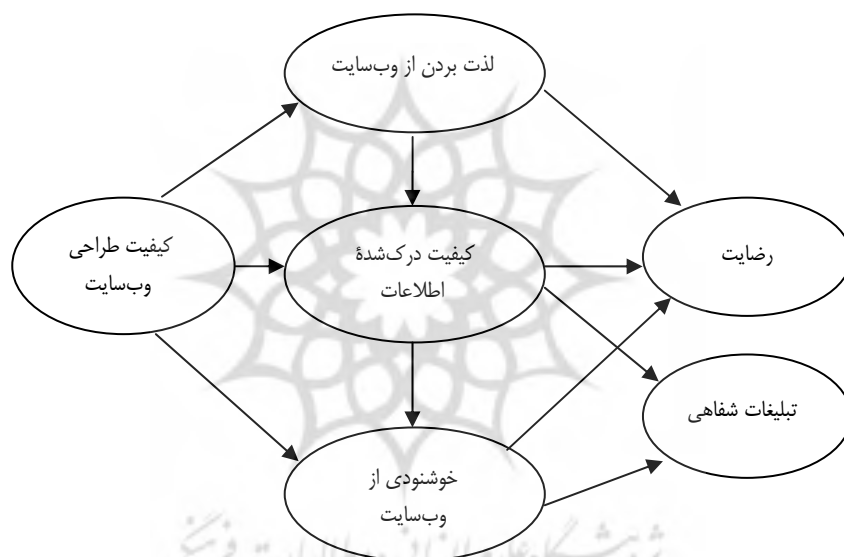 لذت بردن از وب‌سایت
کیفیت طراحی
وب‌سایت
کیفیت درک‌شدۀ
اطلاعات
رضایت
تبلیغات شفاهی
خوشنودی از
وب‌سایت